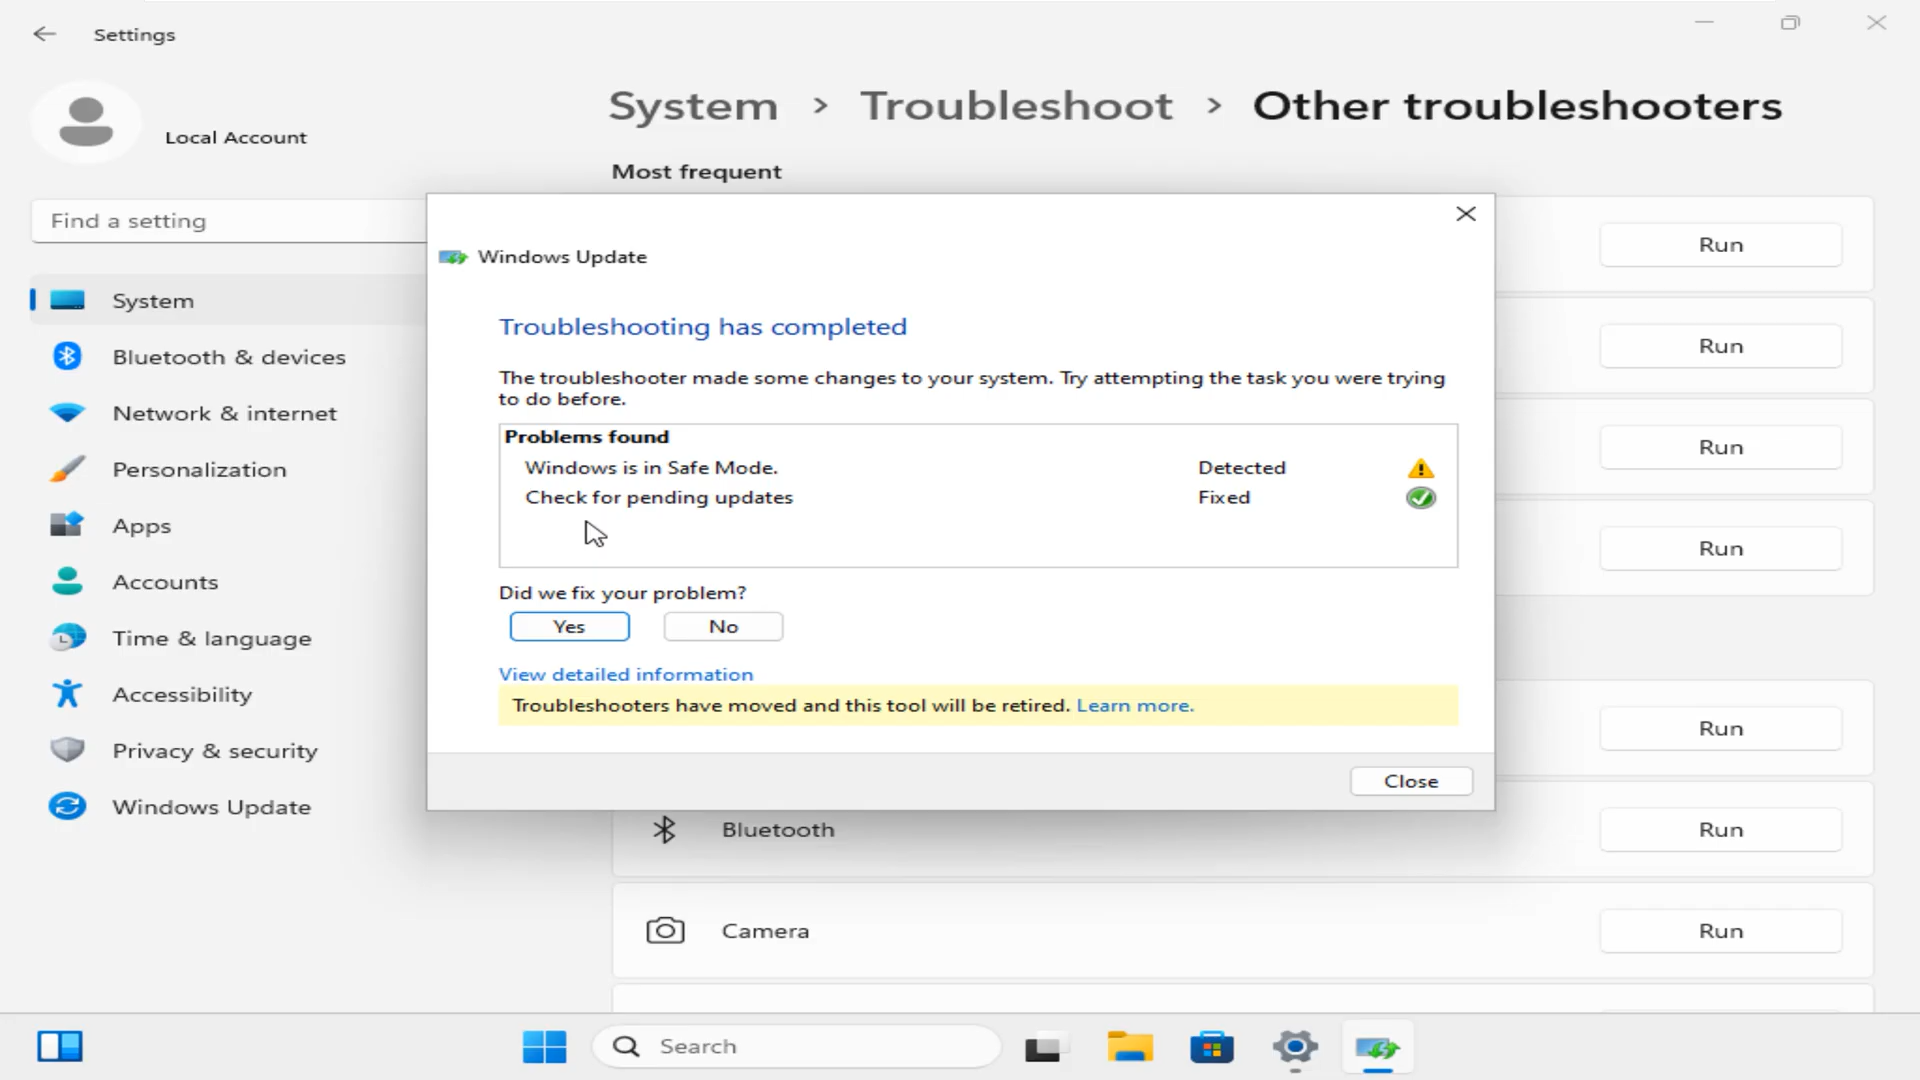 Settings
Local Account
Find a setting
System
Bluetooth & devices
Network & internet
Personalization
Apps
Accounts
Time & language
Accessibility
Privacy & security
Windows Update
System > Troubleshoot > Other troubleshooters
Most frequent
Run
Run
Run
Run
Run
Bluetooth
Run
Camera
Run
Windows Update
Troubleshooting has completed
The troubleshooter made some changes to your system. Try attempting the task you were trying
to do before.
Problems found
Windows is in Safe Mode. Detected
Check for pending updates Fixed
Did we fix your problem?
Yes No
View detailed information
Troubleshooters have moved and this tool will be retired. Learn more.
Close
Search